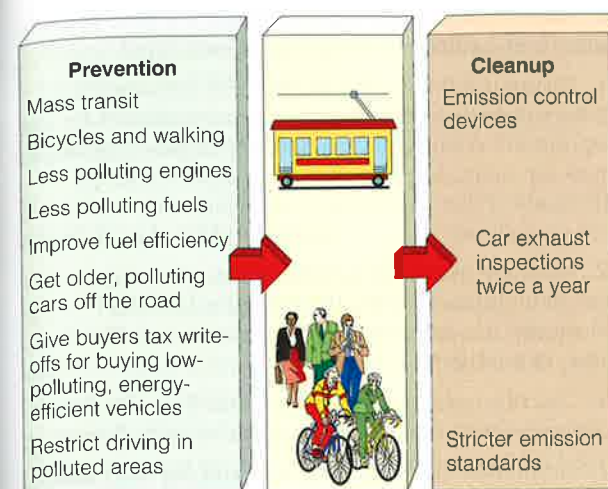 Prevention
Mass transit
Bicycles and walking
Less polluting engines
Less polluting fuels
Improve fuel efficiency
Get older, polluting
cars off the road
Give buyers tax write-
offs for buying low-
polluting, energy-
efficient vehicles
Restrict driving in
polluted areas
Cleanup
Emission control
devices
Car exhaust
inspections
twice a year
Stricter emission
standards